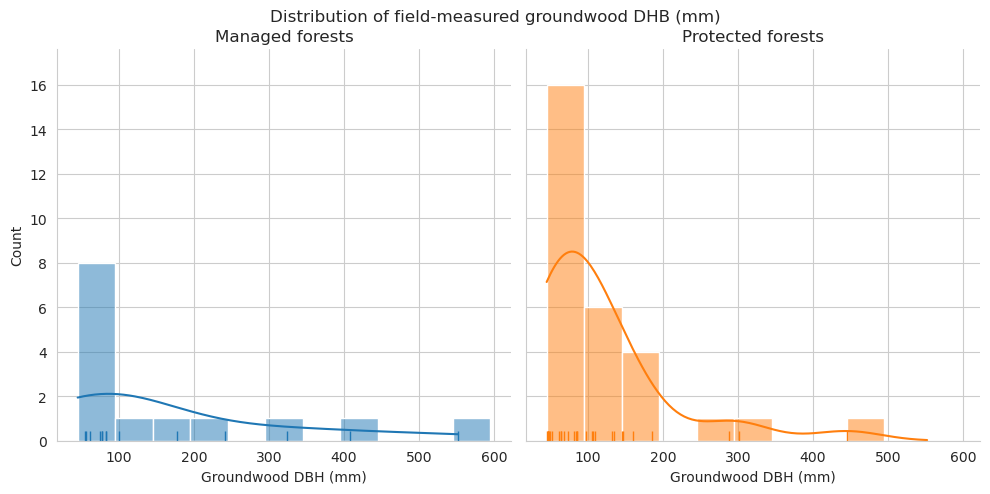 Distribution of field-measured groundwood DHB (mm)
Managed forests
Protected forests
Count
16
14
12
10
8
6
4
2
0
100 200 300 400 500 600
100 200 300 400 500 600
Groundwood DBH (mm)
Groundwood DBH (mm)